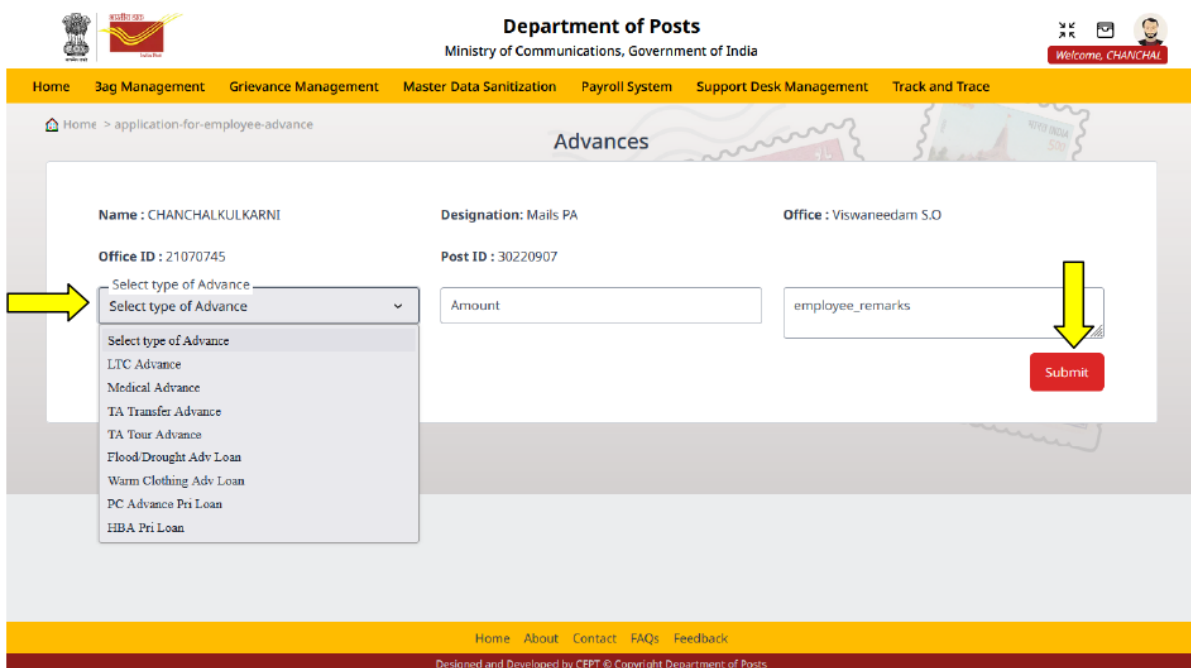 भारतीय डाक
India Post
Department of Posts
Ministry of Communications, Government of India
Welcome, CHANCHAL
Home Bag Management Grievance Management Master Data Sanitization Payroll System Support Desk Management Track and Trace
Home > application-for-employee-advance
Advances
Name : CHANCHALKULKARNI Designation: Mails PA Office : Viswaneedam S.O
Office ID : 21070745 Post ID : 30220907
Select type of Advance
Select type of Advance Amount employee_remarks
Select type of Advance
LTC Advance
Medical Advance
TA Transfer Advance
TA Tour Advance
Flood/Drought Adv Loan
Warm Clothing Adv Loan
PC Advance Pri Loan
HBA Pri Loan
Submit
Home About Contact FAQs Feedback
Designed and Developed by CEPT © Copyright Department of Posts